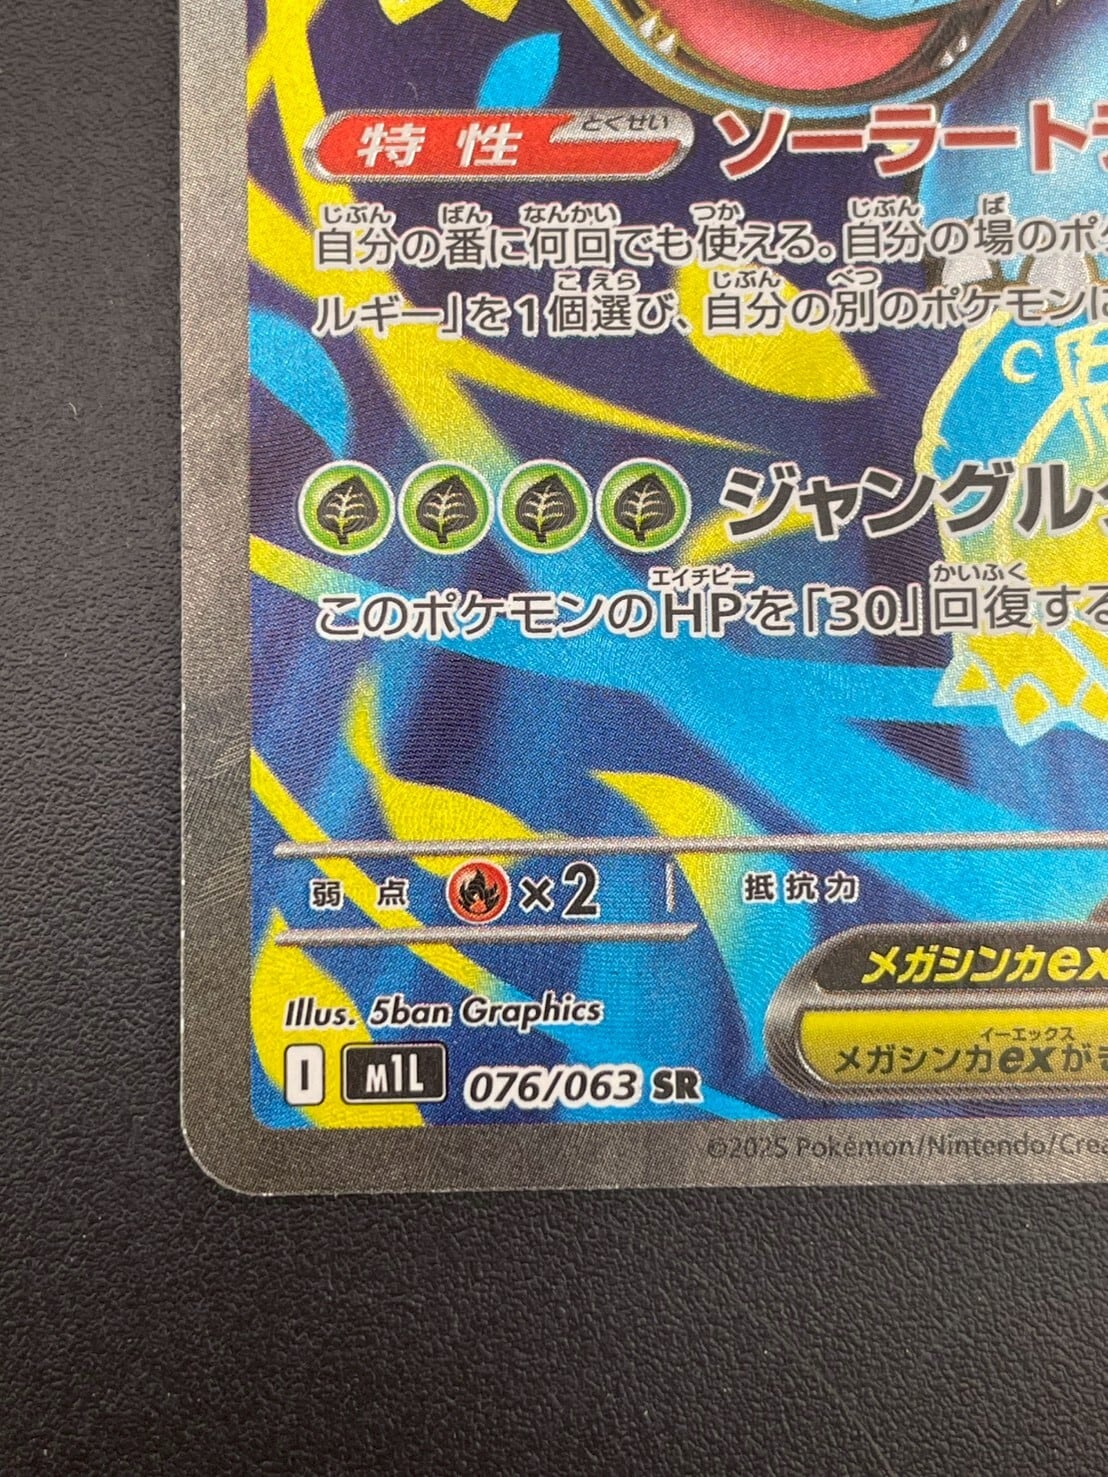 特性 とくせい ソーラート
じぶん ばん なんかい つか じぶん ば
自分の番に何回でも使える。自分の場のポケ
こ えら じぶん べつ
ルギー」を1個選び、自分の別のポケモンに
ジャングル
エイチピー かいふく
このポケモンのHPを「30」回復する
弱点 ×2 抵抗力
メガシンカex
Illus. 5ban Graphics
イーエックス
メガシンカexがき
I M1L 076/063 SR
©2025 Pokémon/Nintendo/Crea